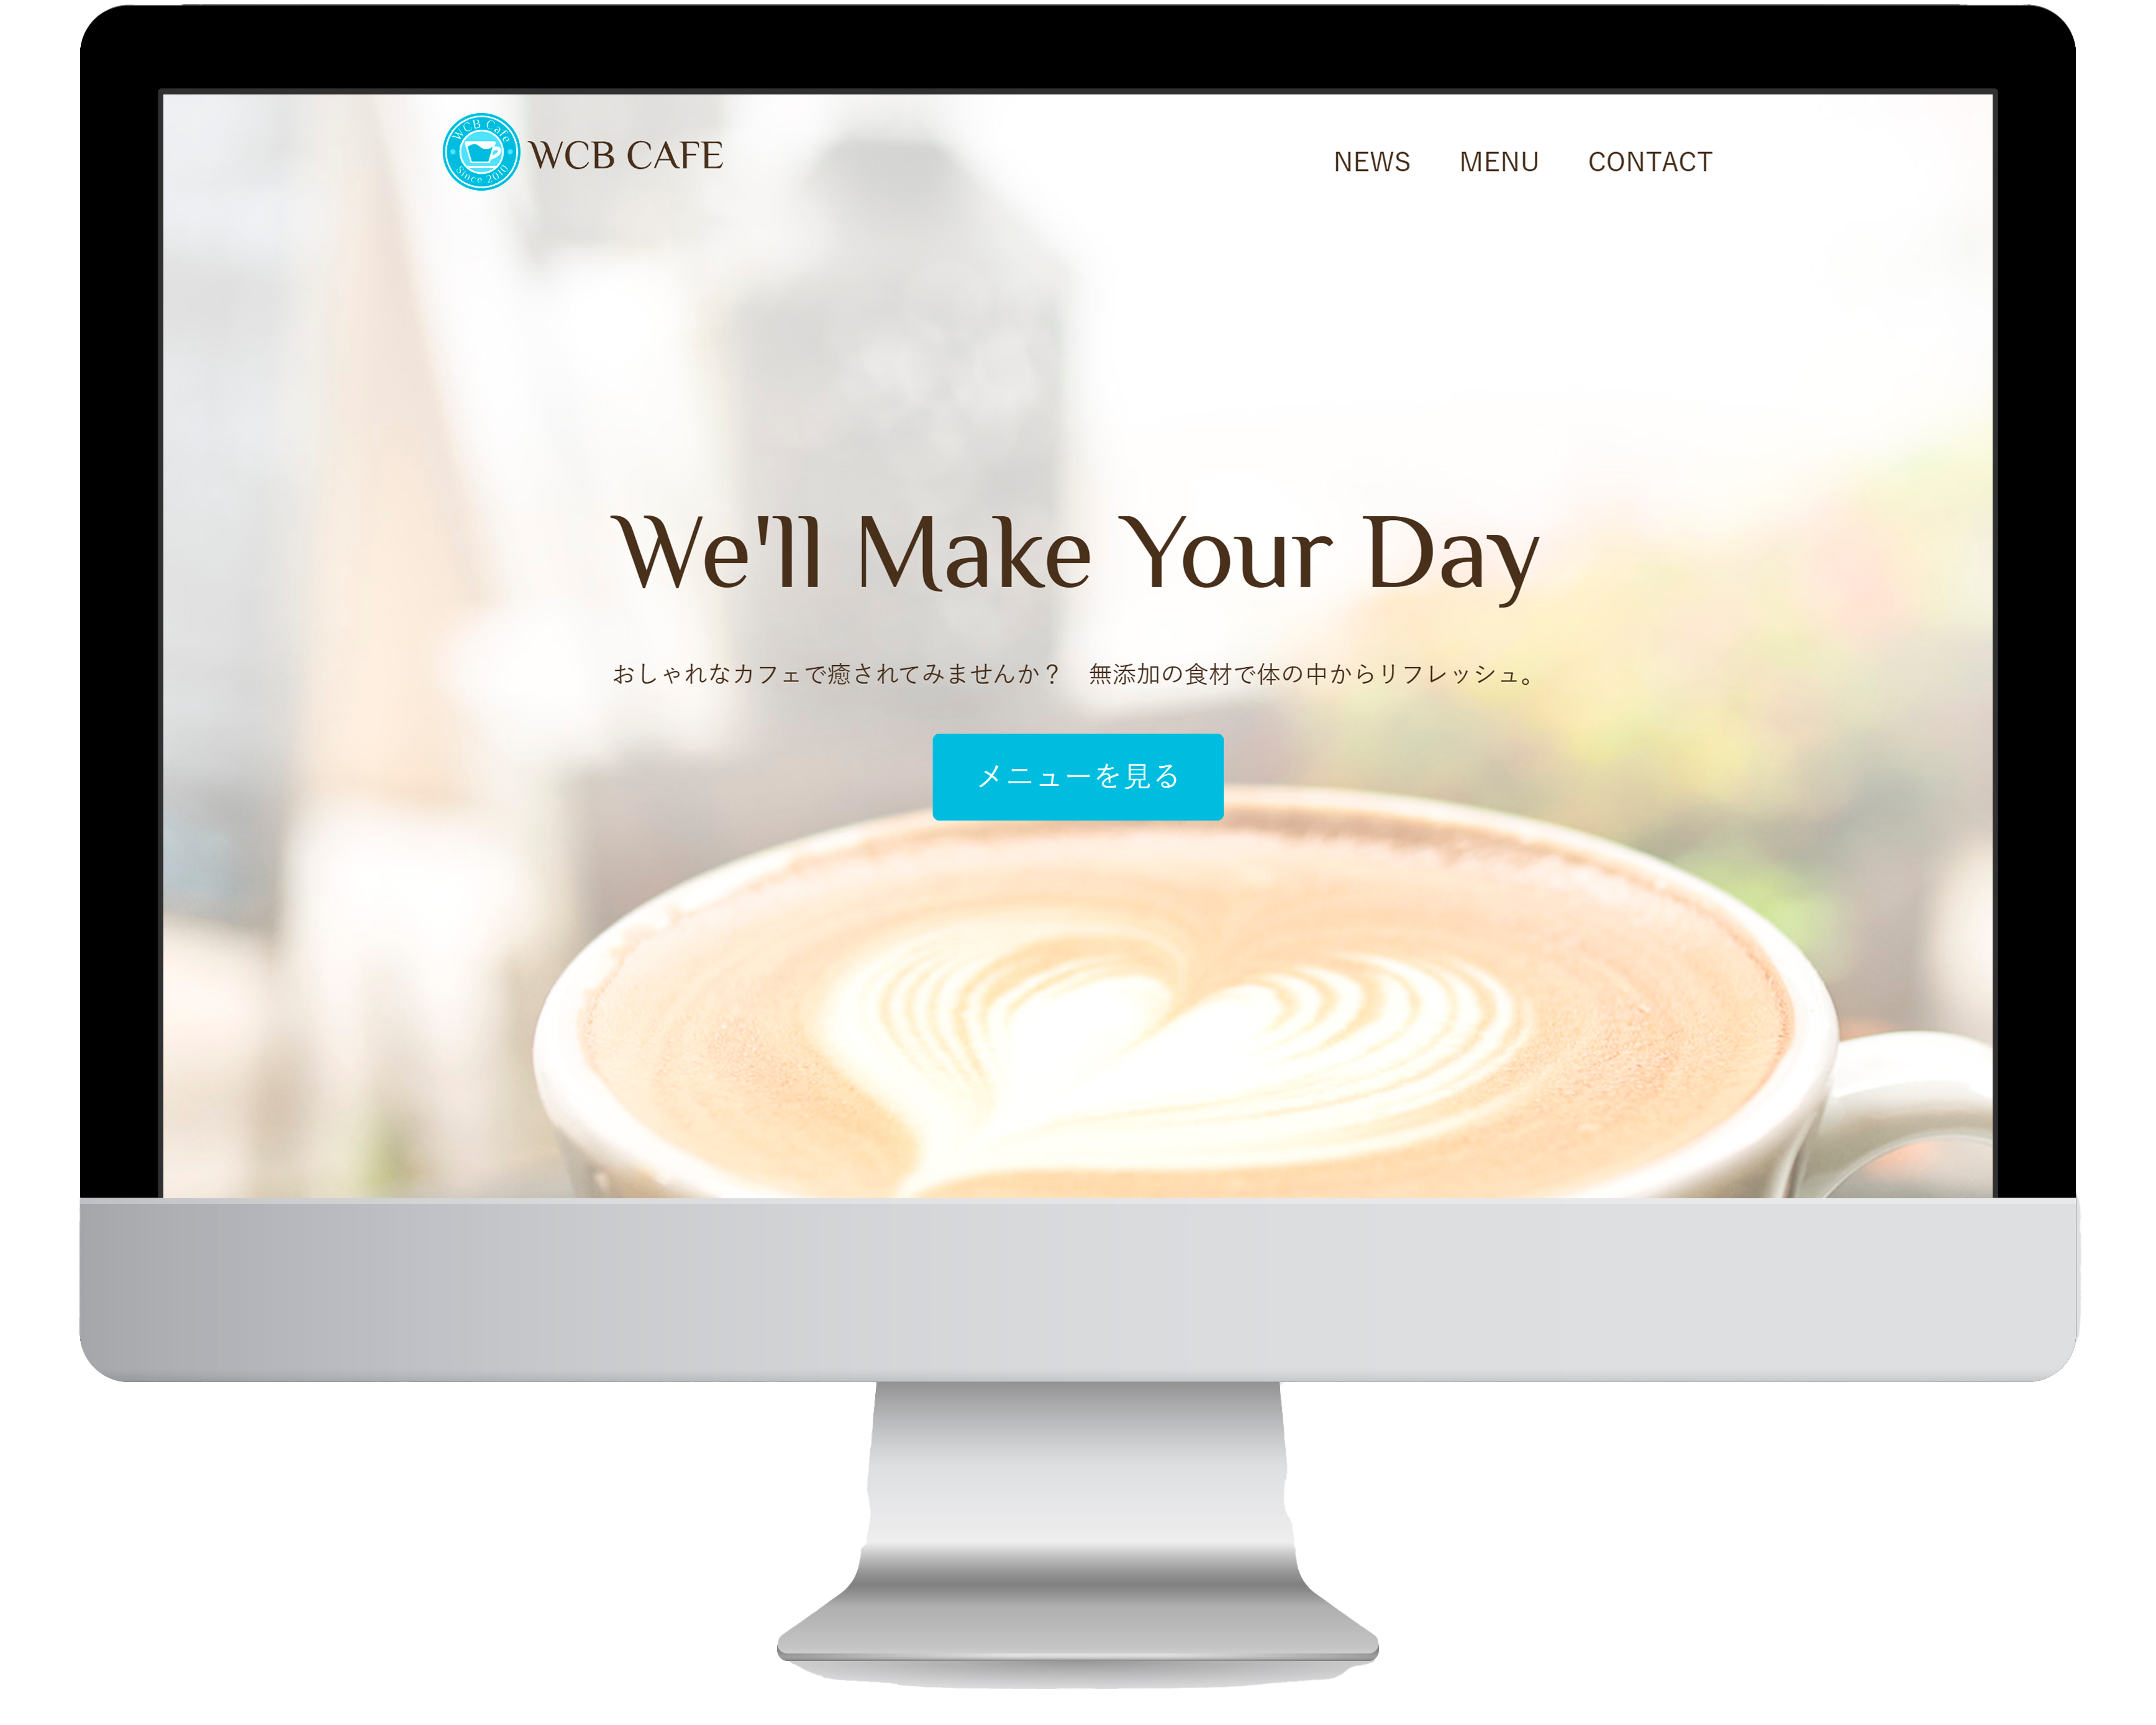 WCB Cafe
Since 2010
WCB CAFE
NEWS MENU CONTACT
We'll Make Your Day
おしゃれなカフェで癒されてみませんか？　無添加の食材で体の中からリフレッシュ。
メニューを見る